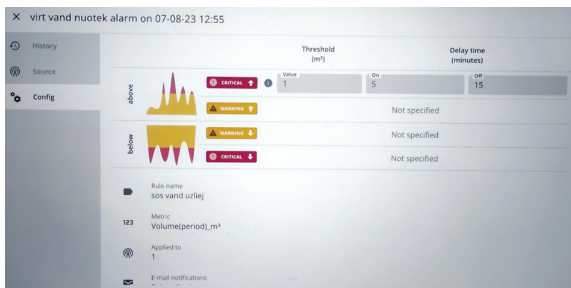 × virt vand nuotek alarm on 07-08-23 12:55
History
Source
Config
Threshold
(m³)
Delay time
(minutes)
above
CRITICAL
Value
1
On
5
Off
15
WARNING
Not specified
below
WARNING
Not specified
CRITICAL
Not specified
Rule name
sos vand uzliej
123
Metric
Volume(period)_m³
Applied to
1
E-mail notifications